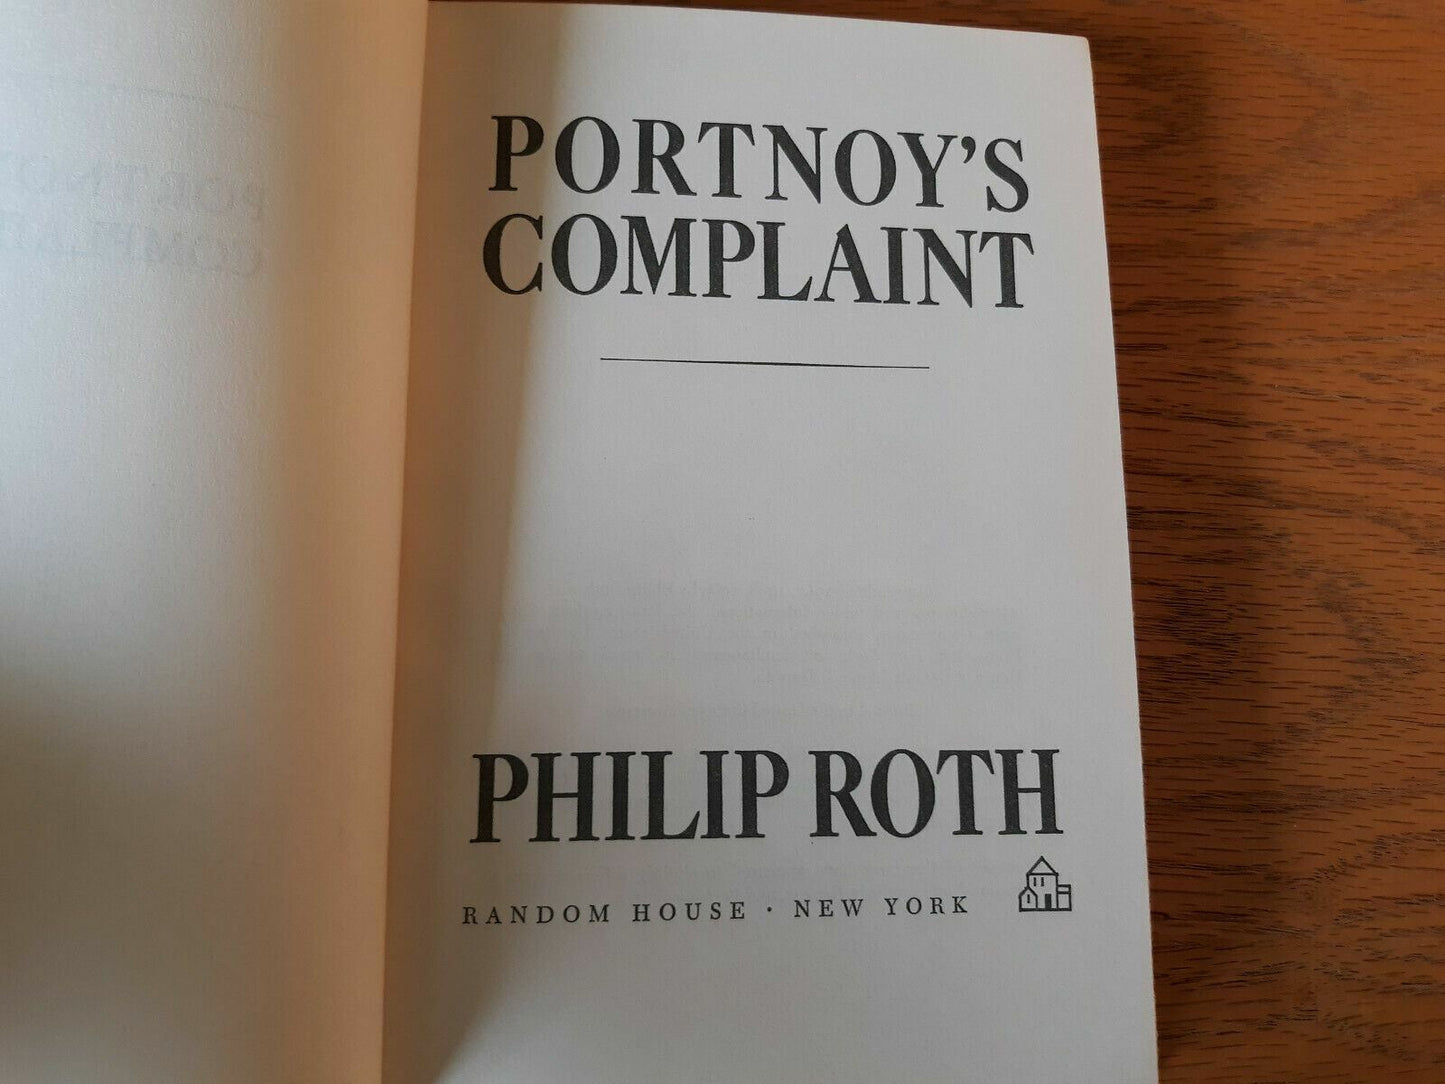 PORTNOY'S
COMPLAINT
PHILIP ROTH
RANDOM HOUSE · NEW YORK